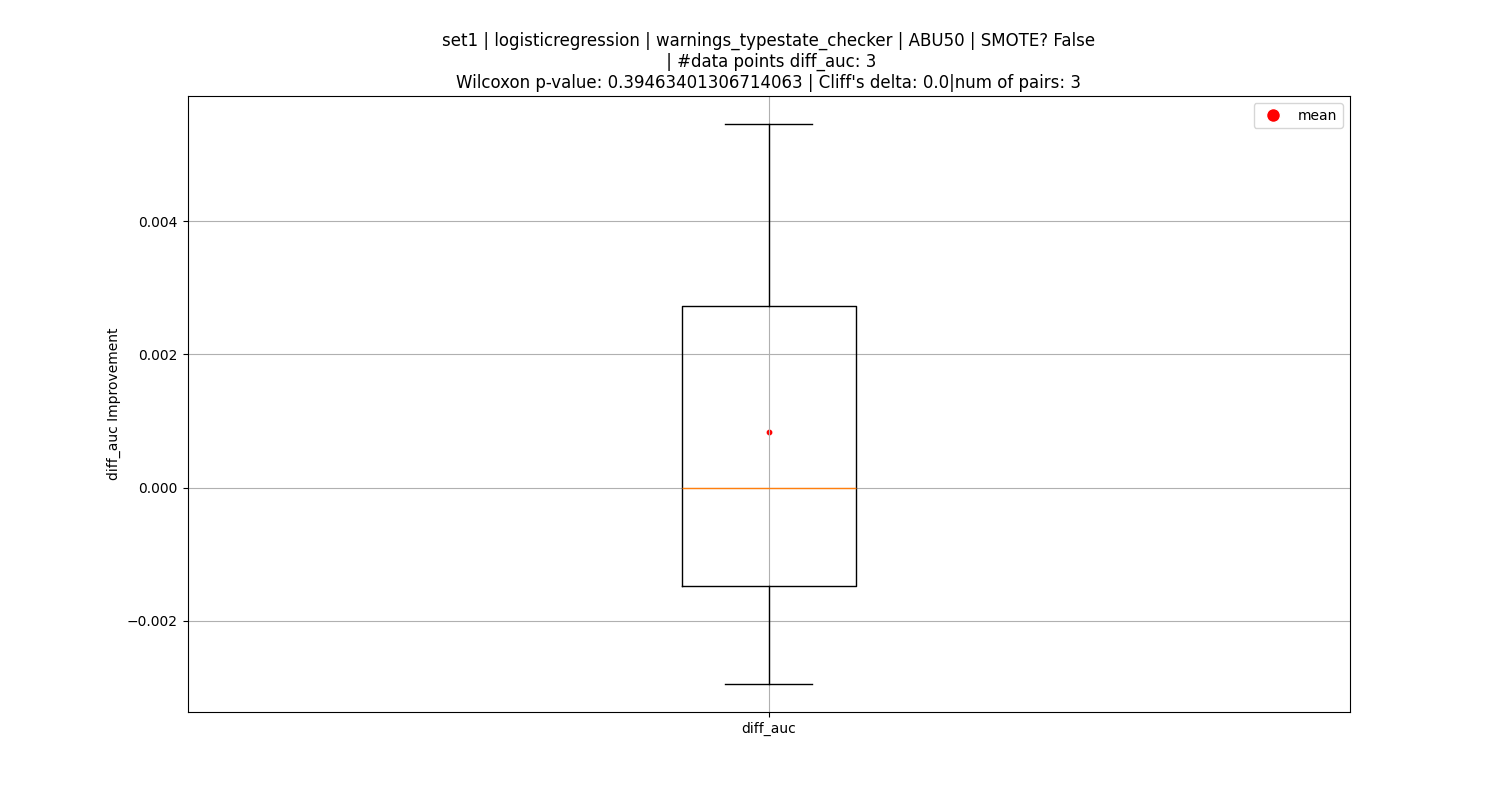 set1 | logisticregression | warnings_typestate_checker | ABU50 | SMOTE? False
| #data points diff_auc: 3
Wilcoxon p-value: 0.39463401306714063 | Cliff's delta: 0.0|num of pairs: 3
mean
0.004
0.002
0.000
−0.002
diff_auc Improvement
diff_auc